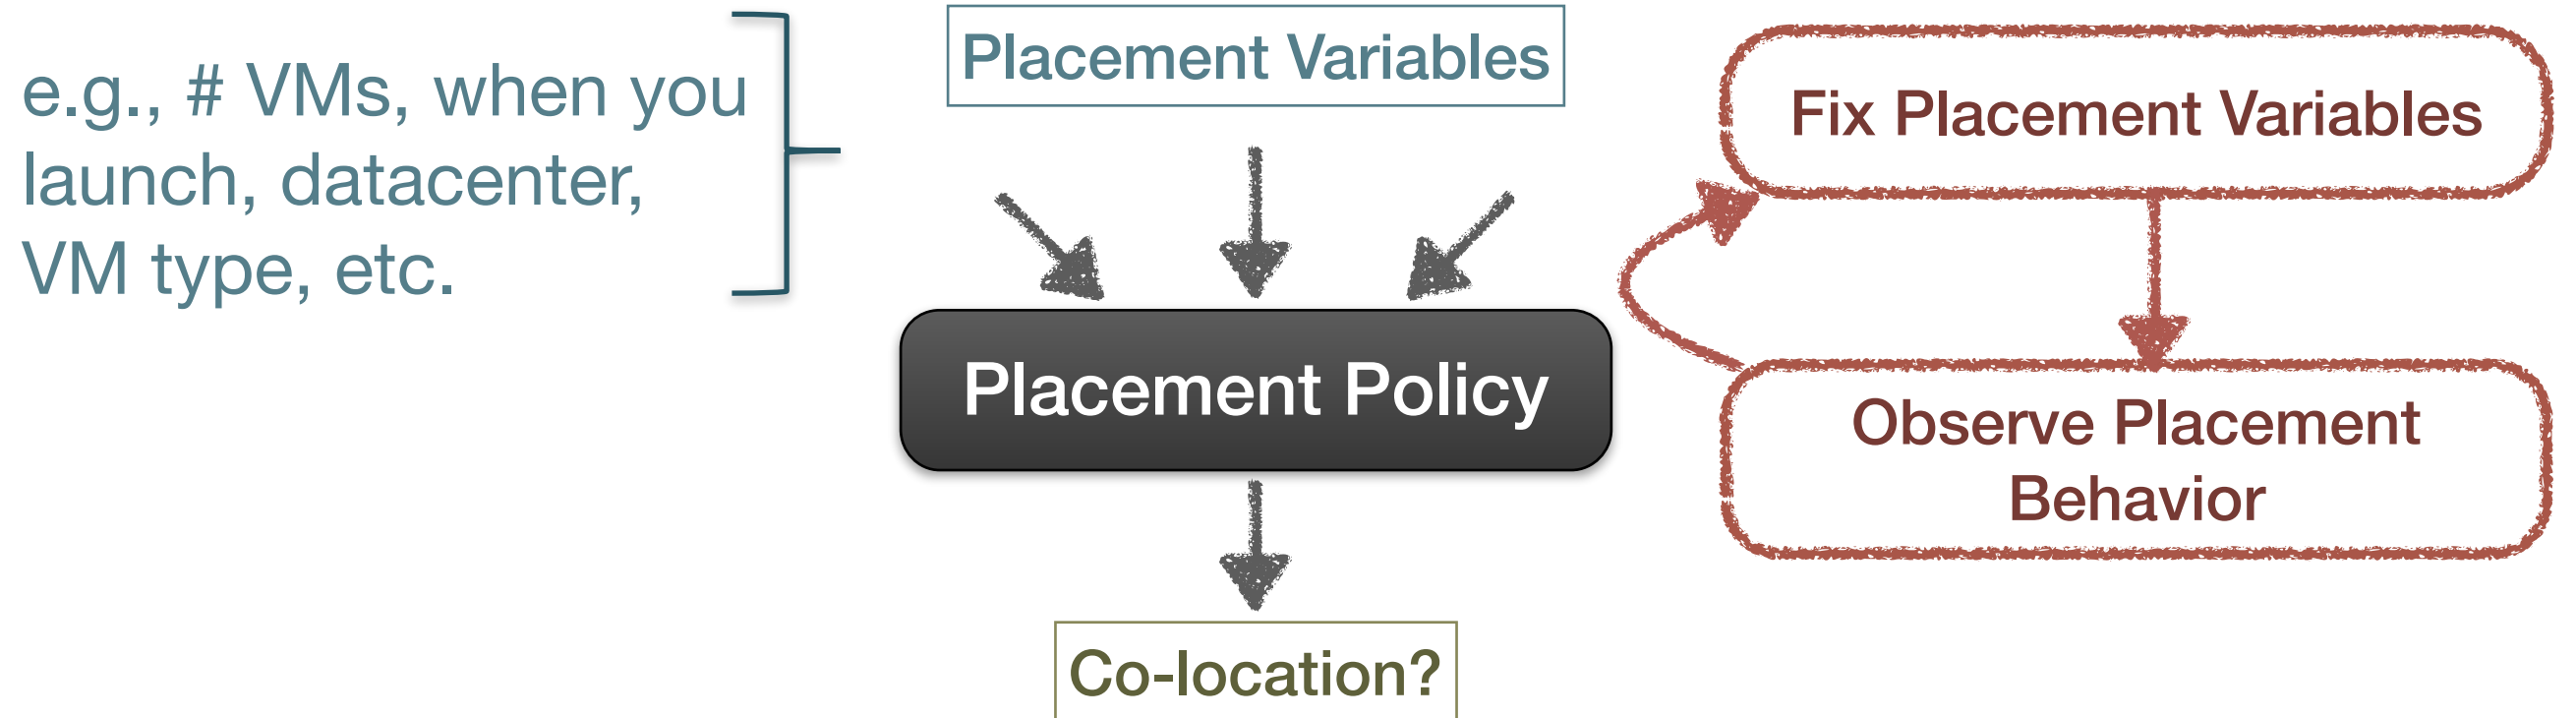 e.g., # VMs, when you
launch, datacenter,
VM type, etc.
Placement Variables
Placement Policy
Co-location?
Fix Placement Variables
Observe Placement
Behavior